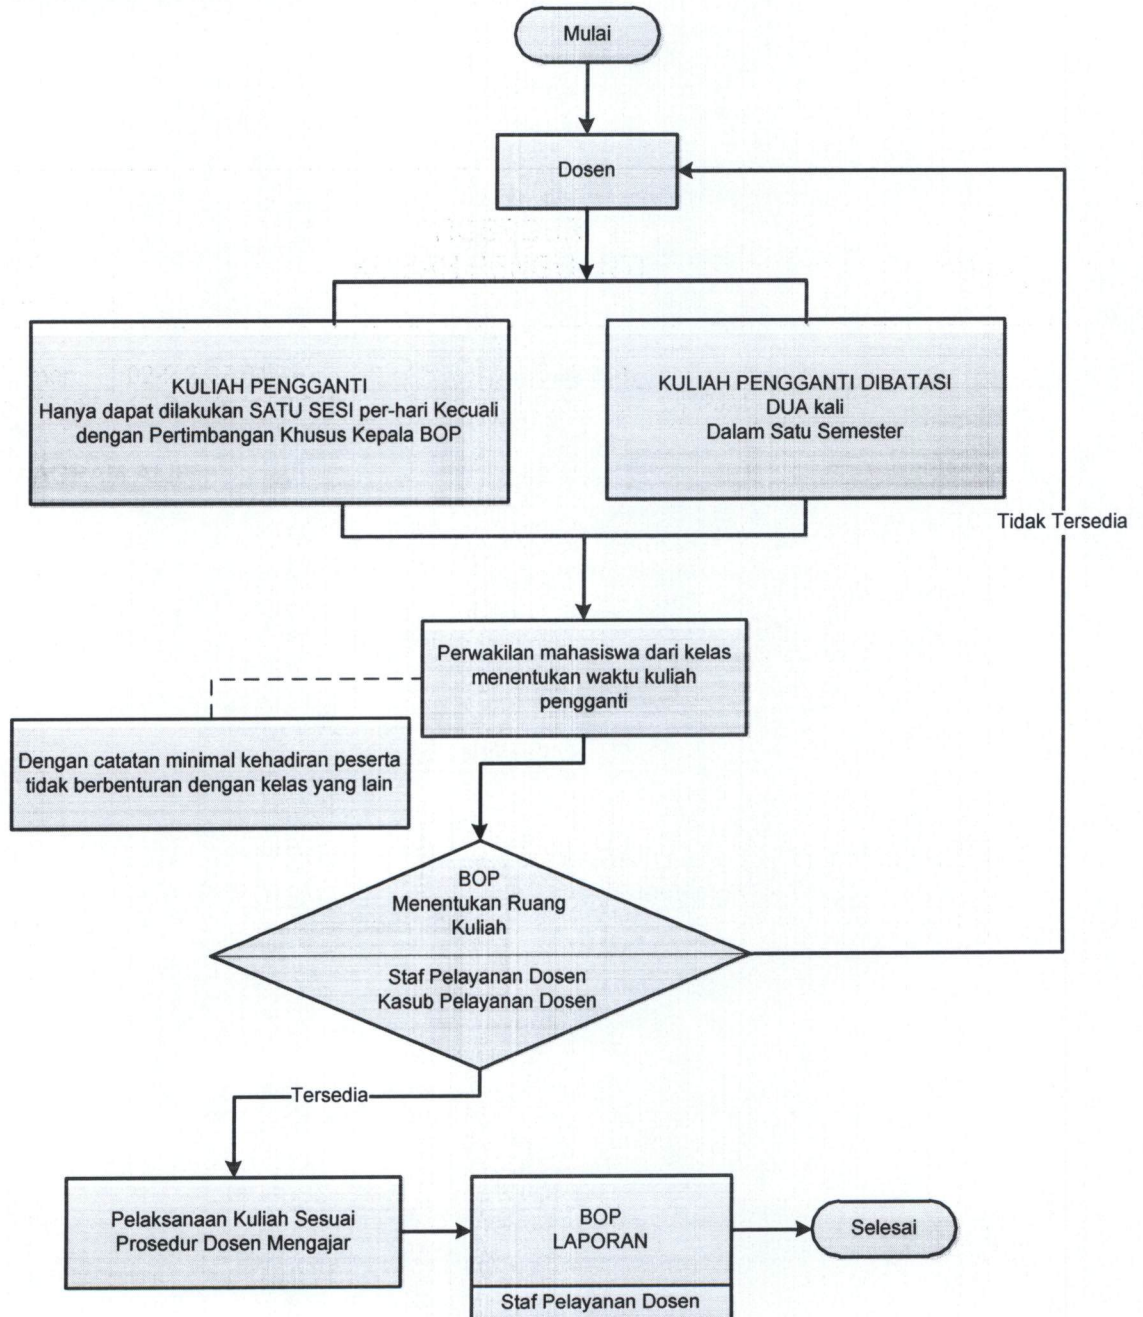 Mulai
Dosen
KULIAH PENGGANTI
Hanya dapat dilakukan SATU SESI per-hari Kecuali
dengan Pertimbangan Khusus Kepala BOP
KULIAH PENGGANTI DIBATASI
DUA kali
Dalam Satu Semester
Tidak Tersedia
Perwakilan mahasiswa dari kelas
menentukan waktu kuliah
pengganti
Dengan catatan minimal kehadiran peserta
tidak berbenturan dengan kelas yang lain
BOP
Menentukan Ruang
Kuliah
Staf Pelayanan Dosen
Kasub Pelayanan Dosen
Tersedia
Pelaksanaan Kuliah Sesuai
Prosedur Dosen Mengajar
BOP
LAPORAN
Staf Pelayanan Dosen
Selesai